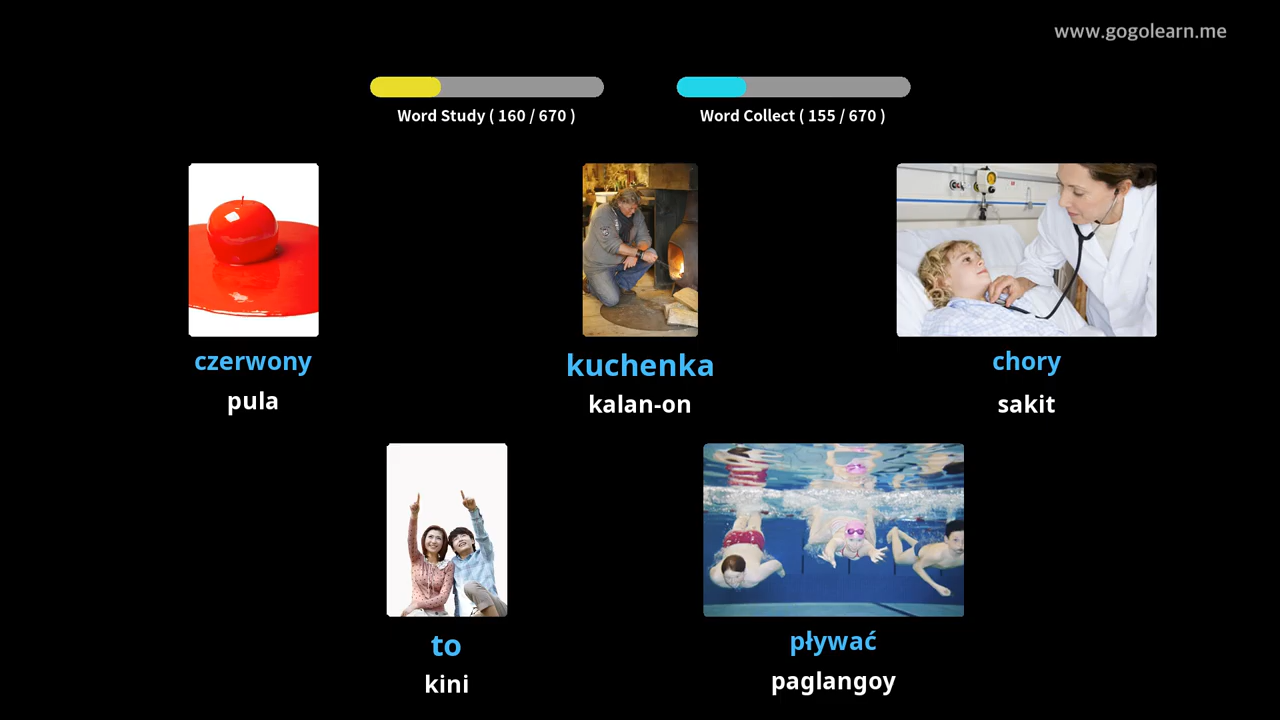 www.gogolearn.me
Word Study ( 160 / 670 )
Word Collect ( 155 / 670 )
czerwony
pula
kuchenka
kalan-on
chory
sakit
to
kini
pływać
paglangoy